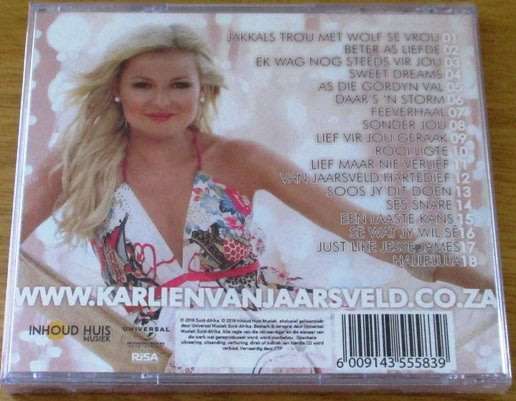 JAKKALS TROU MET WOLF SE VROU 01
BETER AS LIEFDE 02
EK WAG NOG STEEDS VIR JOU 03
SWEET DREAMS 04
AS DIE GORDYN VAL 05
DAAR'S 'N STORM 06
FEEVERHAAL 07
SONDER JOU 08
LIEF VIR JOU GERAAK 09
ROOI LIGTE 10
LIEF MAAR NIE VERLIEF 11
VAN JAARSVELD HARTEDIEF 12
SOOS JY DIT DOEN 13
SES SNARE 14
EEN LAASTE KANS 15
SÊ WAT JY WIL SÊ 16
JUST LIKE JESSE JAMES 17
HALLELUJA 18
WWW.KARLIENVANJAARSVELD.CO.ZA
INHOUD HUIS
MUSIEK
UNIVERSAL
RiSA
6 009143 555839